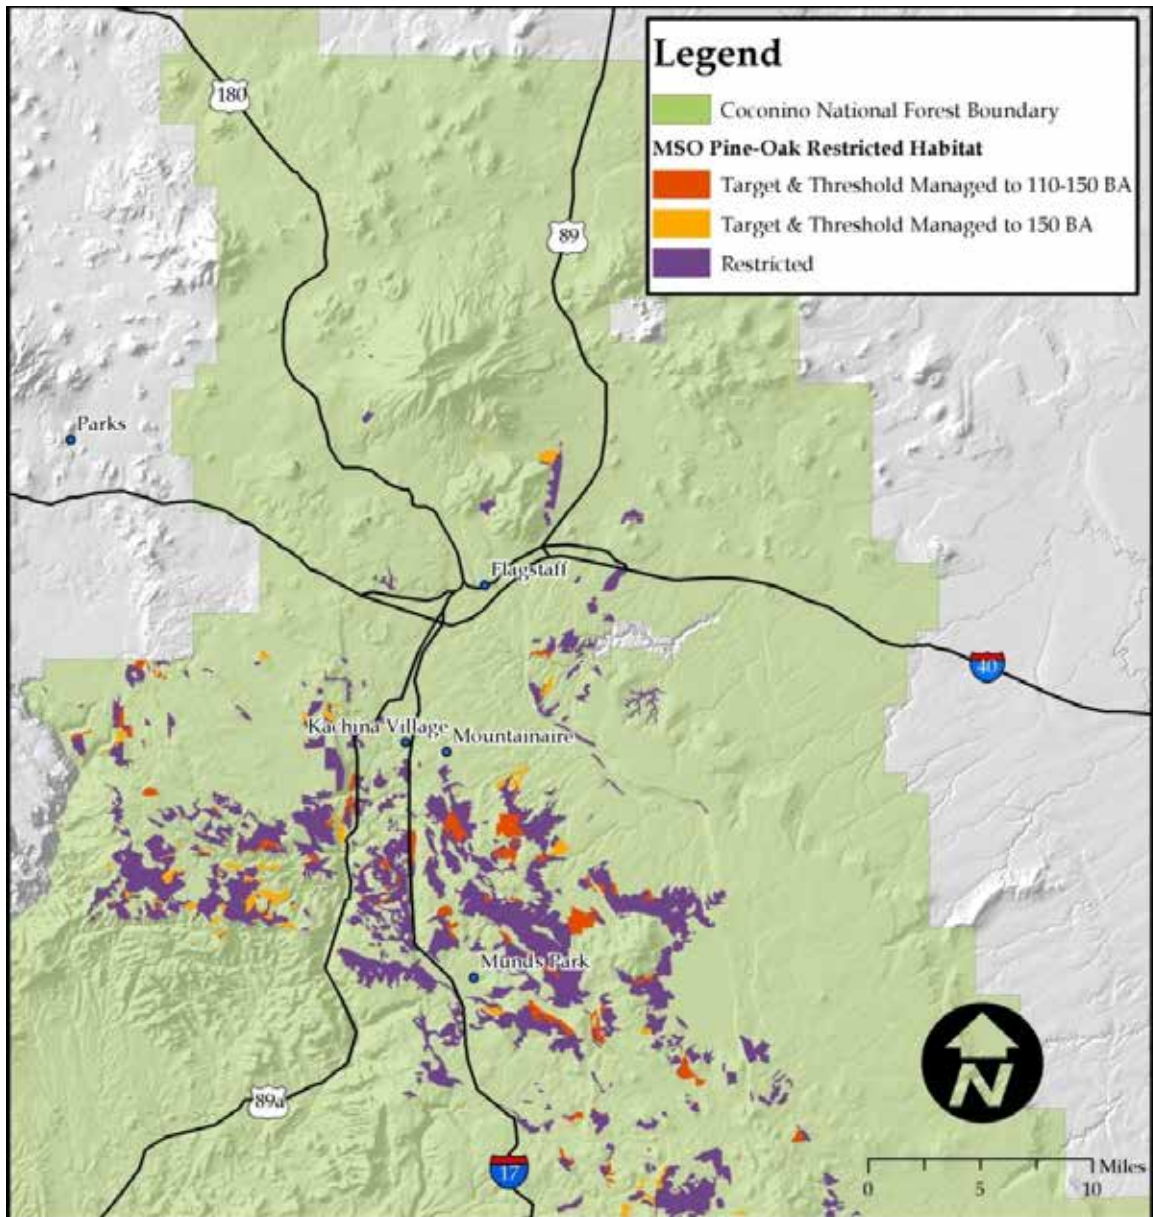 Legend
Coconino National Forest Boundary
MSO Pine-Oak Restricted Habitat
Target & Threshold Managed to 110-150 BA
Target & Threshold Managed to 150 BA
Restricted
180
89
Parks
Flagstaff
40
Kachina Village
Mountainaire
Munds Park
89a
17
N
Miles
0 5 10